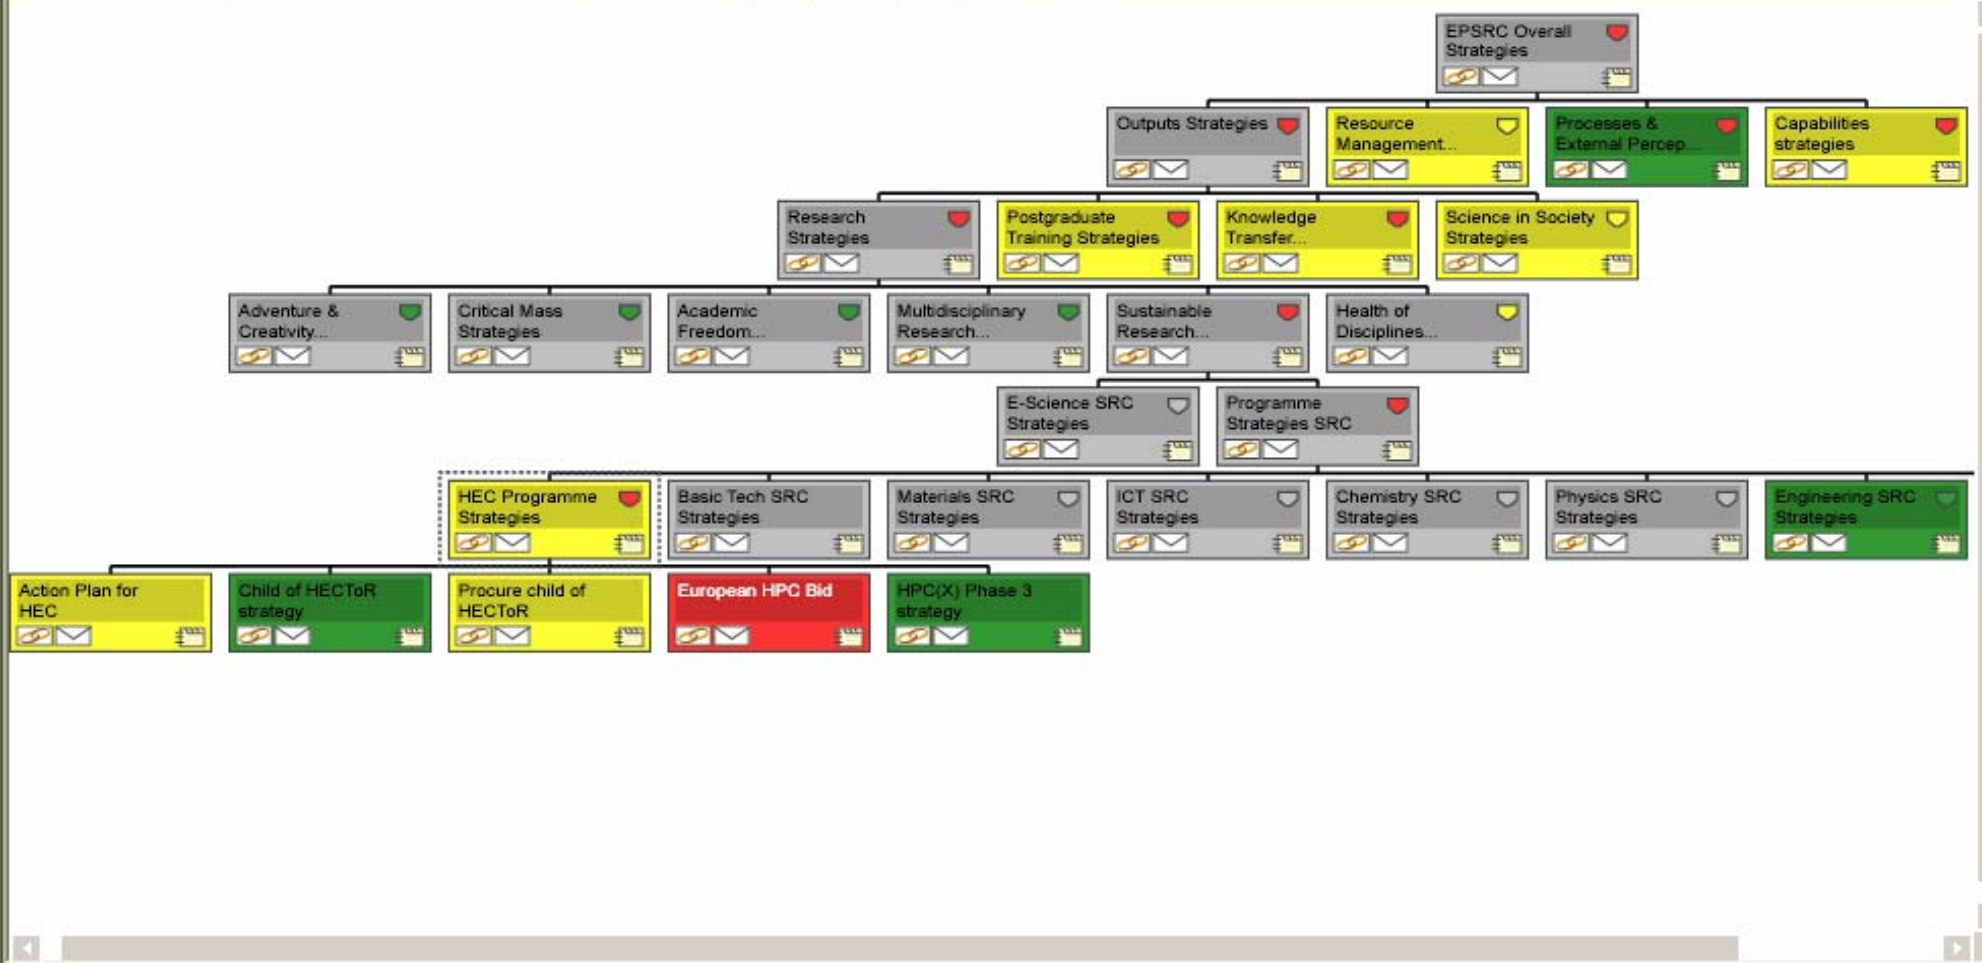 EPSRC Overall
Strategies
Outputs Strategies
Resource
Management...
Processes &
External Percep...
Capabilities
strategies
Research
Strategies
Postgraduate
Training Strategies
Knowledge
Transfer...
Science in Society
Strategies
Adventure &
Creativity...
Critical Mass
Strategies
Academic
Freedom...
Multidisciplinary
Research...
Sustainable
Research...
Health of
Disciplines...
E-Science SRC
Strategies
Programme
Strategies SRC
HEC Programme
Strategies
Basic Tech SRC
Strategies
Materials SRC
Strategies
ICT SRC
Strategies
Chemistry SRC
Strategies
Physics SRC
Strategies
Engineering SRC
Strategies
Action Plan for
HEC
Child of HECToR
strategy
Procure child of
HECToR
European HPC Bid
HPC(X) Phase 3
strategy